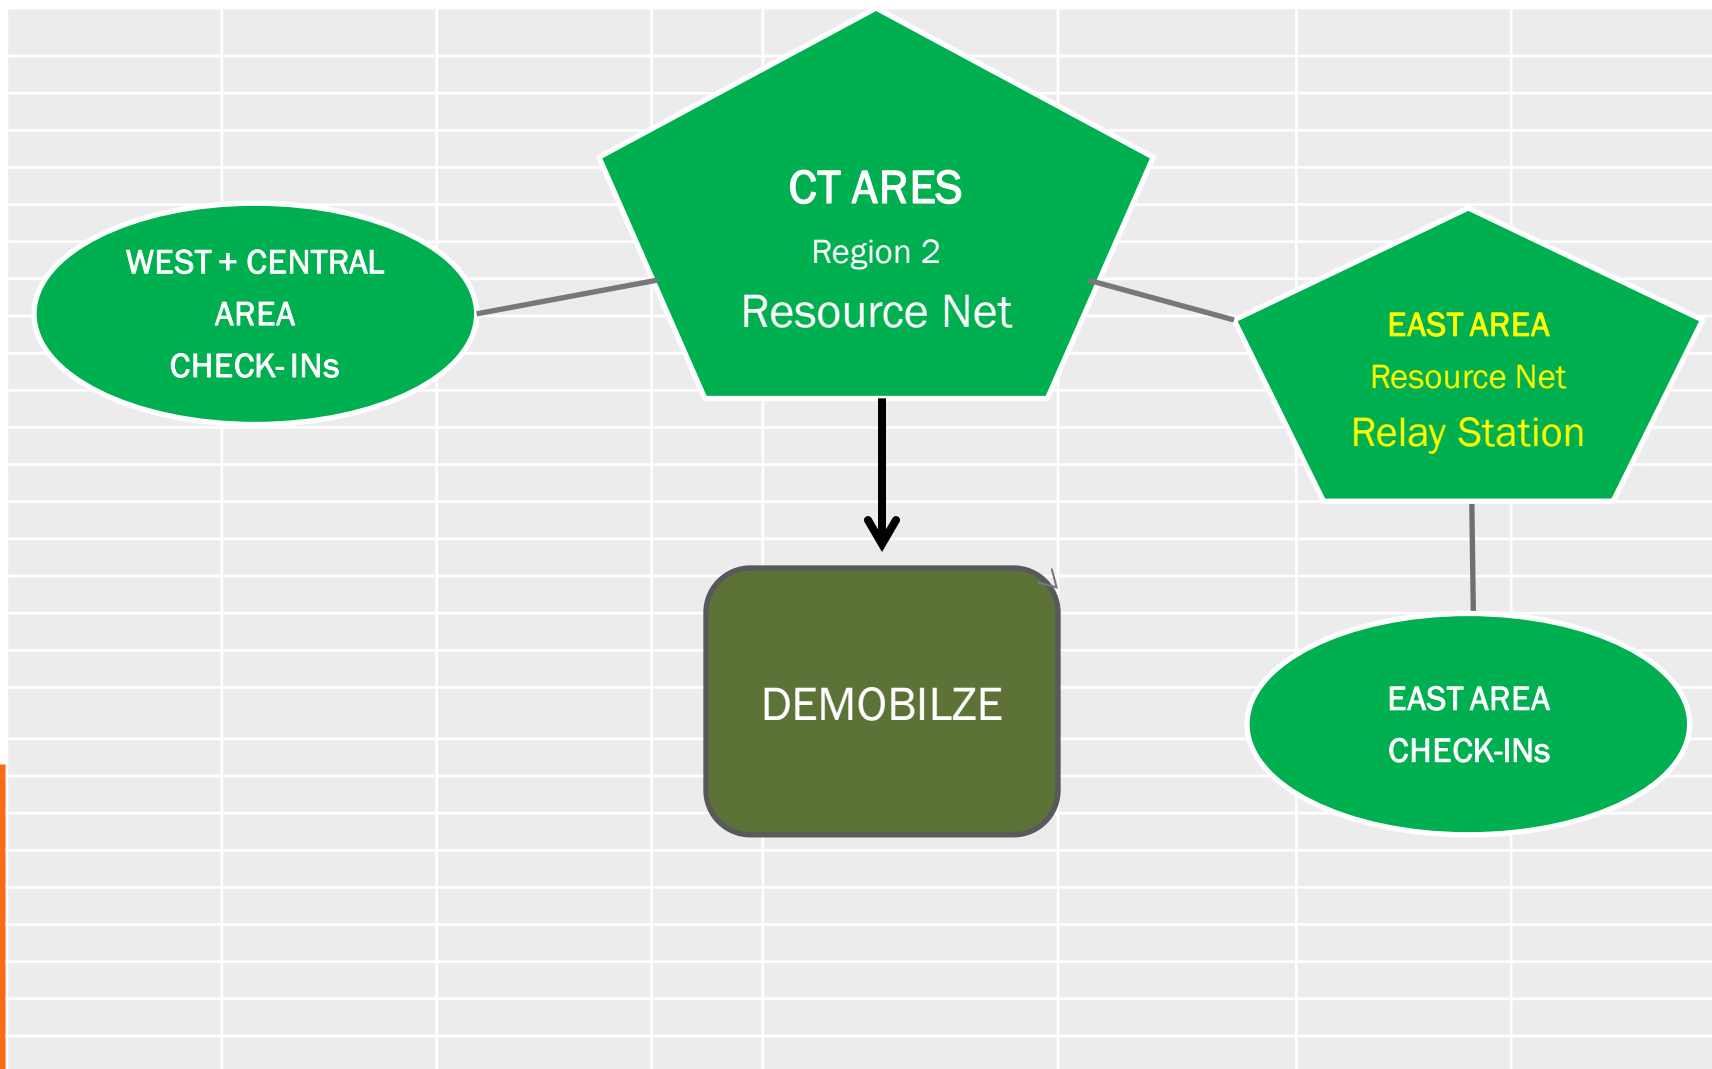 CT ARES
Region 2
Resource Net
WEST + CENTRAL
AREA
CHECK- INs
EAST AREA
Resource Net
Relay Station
DEMOBILZE
EAST AREA
CHECK-INs